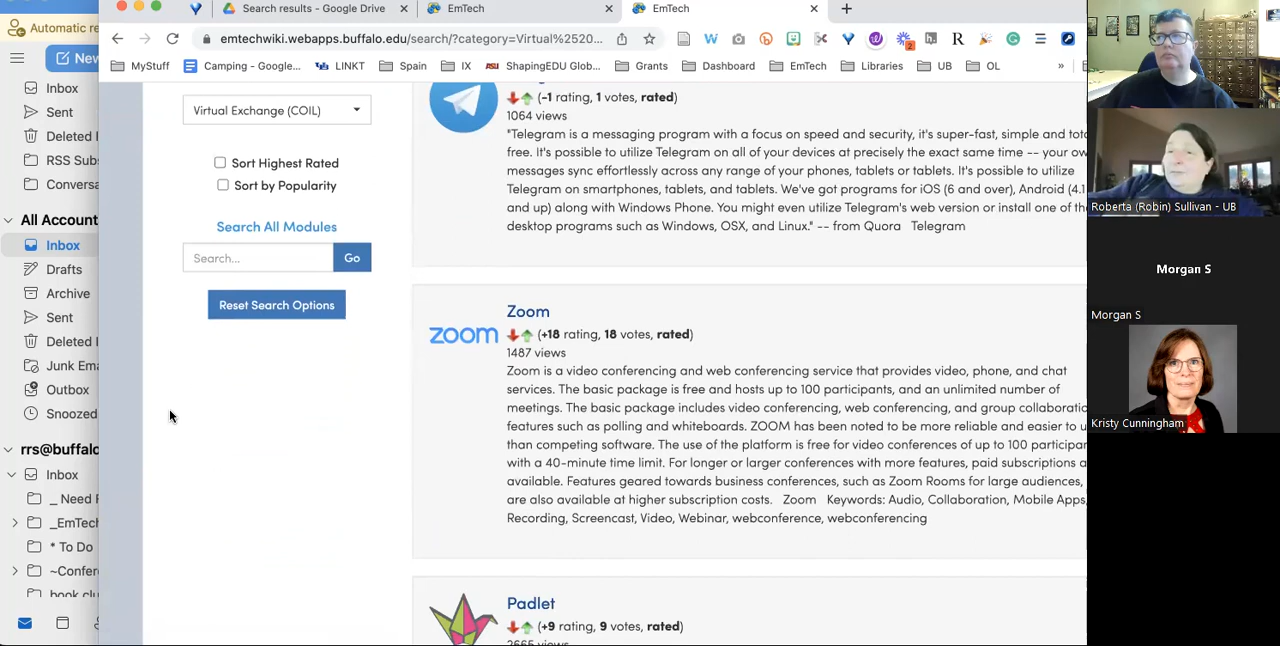 Automatic re
New
Inbox
Sent
Deleted I
RSS Subs
Conversa
All Account
Inbox
Drafts
Archive
Sent
Deleted I
Junk Ema
Outbox
Snoozed
rrs@buffalo
Inbox
_ Need F
_EmTech
* To Do
~Confer
book club
Search results - Google Drive
EmTech
EmTech
emtechwiki.webapps.buffalo.edu/search/?category=Virtual%2520...
MyStuff
Camping - Google...
LINKT
Spain
IX
ASU ShapingEDU Glob...
Grants
Dashboard
EmTech
Libraries
UB
OL
»
Virtual Exchange (COIL)
Sort Highest Rated
Sort by Popularity
Search All Modules
Search...
Go
Reset Search Options
(-1 rating, 1 votes, rated)
1064 views
"Telegram is a messaging program with a focus on speed and security, it's super-fast, simple and tota
free. It's possible to utilize Telegram on all of your devices at precisely the exact same time -- your ow
messages sync effortlessly across any range of your phones, tablets or tablets. It's possible to utilize
Telegram on smartphones, tablets, and tablets. We've got programs for iOS (6 and over), Android (4.1
and up) along with Windows Phone. You might even utilize Telegram's web version or install one of the
desktop programs such as Windows, OSX, and Linux." -- from Quora Telegram
zoom
Zoom
(+18 rating, 18 votes, rated)
1487 views
Zoom is a video conferencing and web conferencing service that provides video, phone, and chat
services. The basic package is free and hosts up to 100 participants, and an unlimited number of
meetings. The basic package includes video conferencing, web conferencing, and group collaboratio
features such as polling and whiteboards. ZOOM has been noted to be more reliable and easier to u
than competing software. The use of the platform is free for video conferences of up to 100 participan
with a 40-minute time limit. For longer or larger conferences with more features, paid subscriptions a
available. Features geared towards business conferences, such as Zoom Rooms for large audiences,
are also available at higher subscription costs. Zoom Keywords: Audio, Collaboration, Mobile Apps,
Recording, Screencast, Video, Webinar, webconference, webconferencing
Padlet
(+9 rating, 9 votes, rated)
2665 views
Roberta (Robin) Sullivan - UB
Morgan S
Morgan S
Kristy Cunningham